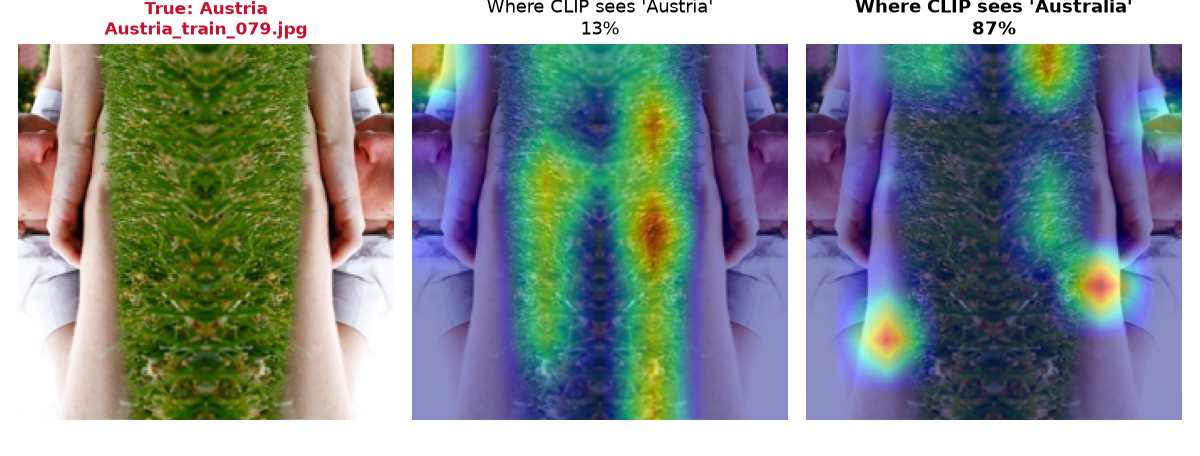 True: Austria
Austria_train_079.jpg
Where CLIP sees 'Austria'
13%
Where CLIP sees 'Australia'
87%